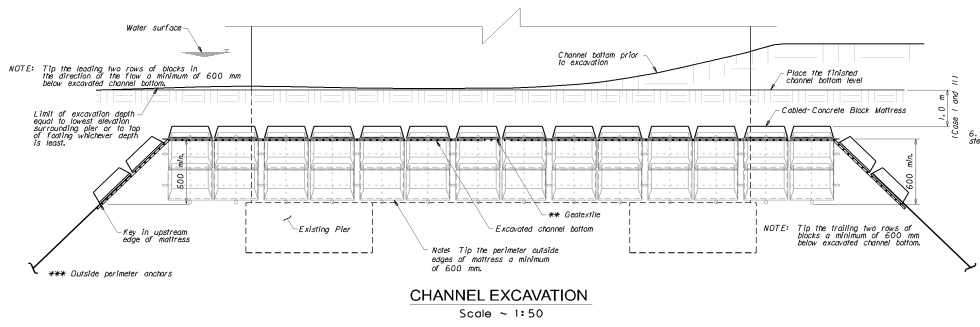 Water surface
NOTE: Tip the leading two rows of blocks in
the direction of the flow a minimum of 600 mm
below excavated channel bottom.
Channel bottom prior
to excavation
Place the finished
channel bottom level
Limit of excavation depth
equal to lowest elevation
surrounding pier or to top
of footing whichever depth
is least.
Cabled-Concrete Block Mattress
1.0 m
(Case I and II)
6.
ste
600 min.
600 min.
Key in upstream
edge of mattress
Existing Pier
** Geotextile
Excavated channel bottom
NOTE: Tip the trailing two rows of
blocks a minimum of 600 mm
below excavated channel bottom.
Note: Tip the perimeter outside
edges of mattress a minimum
of 600 mm.
*** Outside perimeter anchors
CHANNEL EXCAVATION
Scale ~ 1:50